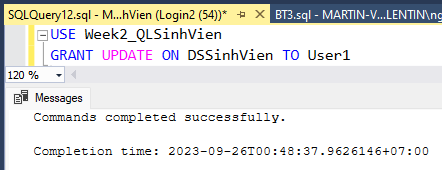 SQLQuery12.sql - M...hVien (Login2 (54))*
BT3.sql - MARTIN-V...LENTIN\ng
USE Week2_QLSinhVien
GRANT UPDATE ON DSSinhVien TO User1
120 %
Messages
Commands completed successfully.
Completion time: 2023-09-26T00:48:37.9626146+07:00